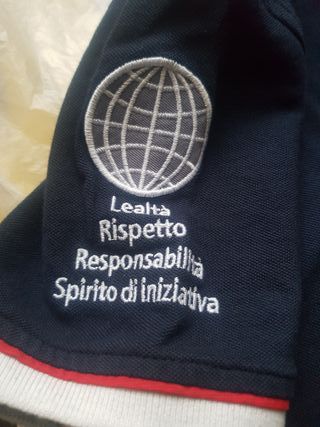 Lealtà
Rispetto
Responsabilità
Spirito di iniziativa